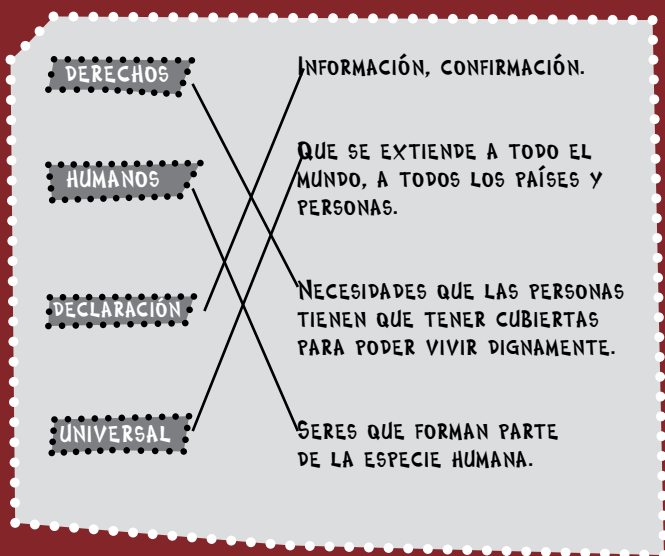 DERECHOS
HUMANOS
DECLARACIÓN
UNIVERSAL
INFORMACIÓN, CONFIRMACIÓN.
QUE SE EXTIENDE A TODO EL
MUNDO, A TODOS LOS PAÍSES Y
PERSONAS.
NECESIDADES QUE LAS PERSONAS
TIENEN QUE TENER CUBIERTAS
PARA PODER VIVIR DIGNAMENTE.
SERES QUE FORMAN PARTE
DE LA ESPECIE HUMANA.